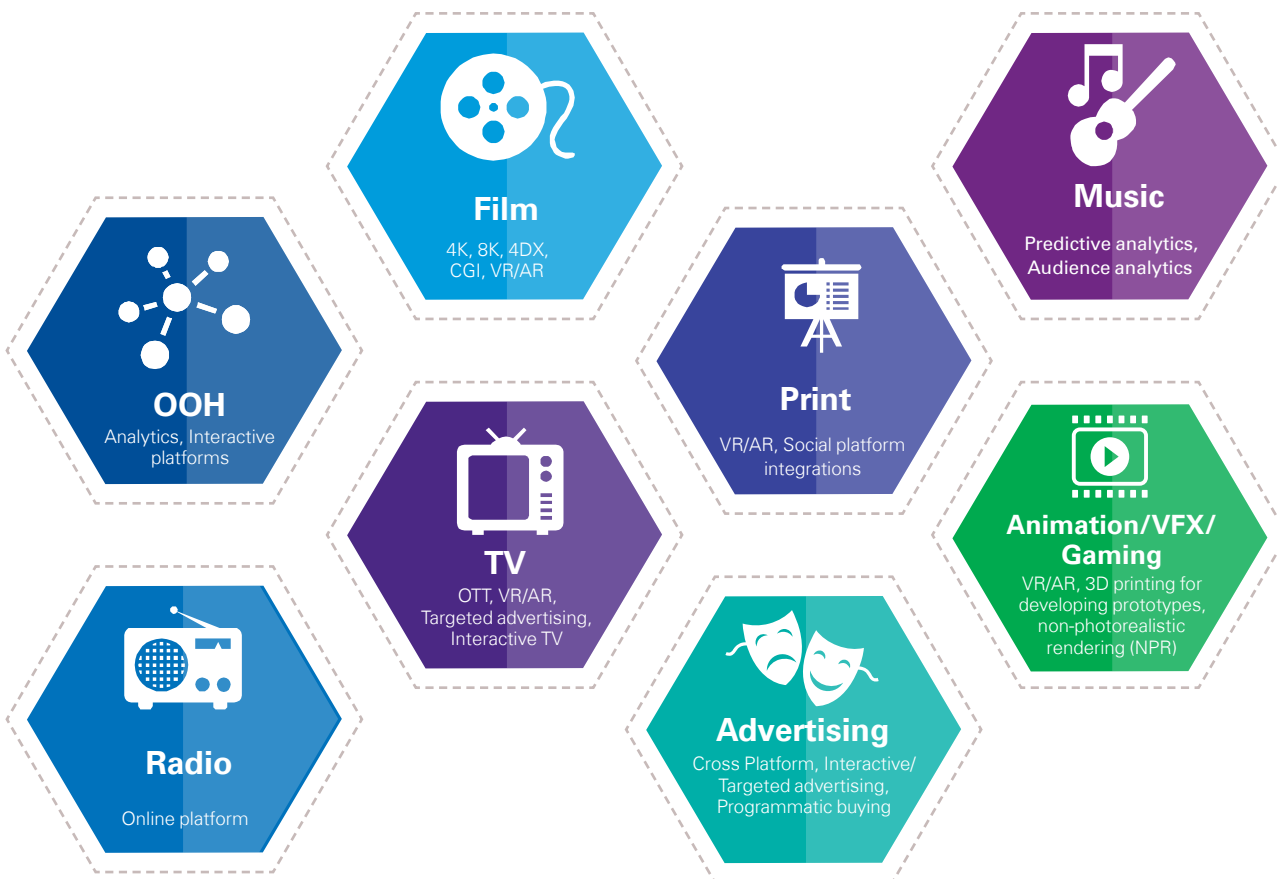 Film
4K, 8K, 4DX,
CGI, VR/AR
Music
Predictive analytics,
Audience analytics
OOH
Analytics, Interactive
platforms
Print
VR/AR, Social platform
integrations
TV
OTT, VR/AR,
Targeted advertising,
Interactive TV
Animation/VFX/
Gaming
VR/AR, 3D printing for
developing prototypes,
non-photorealistic
rendering (NPR)
Radio
Online platform
Advertising
Cross Platform, Interactive/
Targeted advertising,
Programmatic buying